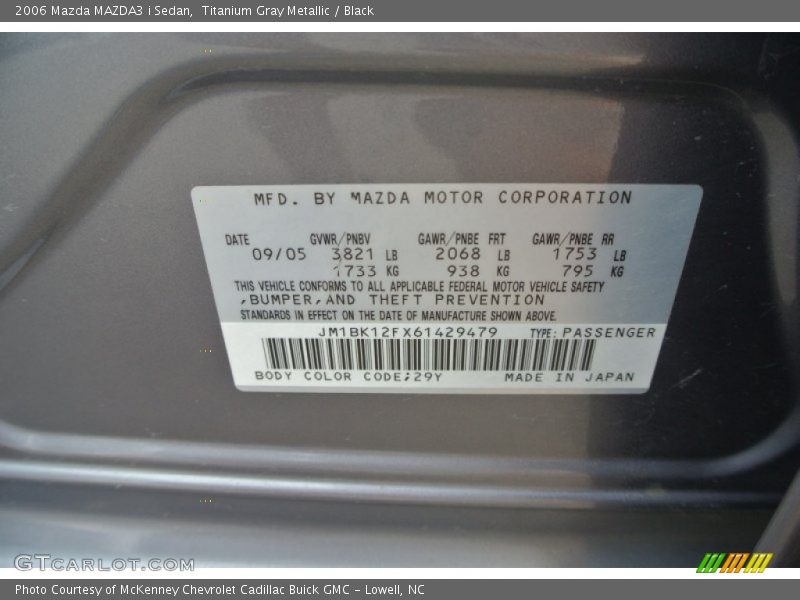 2006 Mazda MAZDA3 i Sedan, Titanium Gray Metallic / Black
MFD. BY MAZDA MOTOR CORPORATION
DATE GVWR/PNBV GAWR/PNBE FRT GAWR/PNBE RR
09/05 3821 LB 2068 LB 1753 LB
1733 KG 938 KG 795 KG
THIS VEHICLE CONFORMS TO ALL APPLICABLE FEDERAL MOTOR VEHICLE SAFETY
,BUMPER,AND THEFT PREVENTION
STANDARDS IN EFFECT ON THE DATE OF MANUFACTURE SHOWN ABOVE.
JM1BK12FX61429479 TYPE: PASSENGER
BODY COLOR CODE;29Y MADE IN JAPAN
GTCARLOT.COM
Photo Courtesy of McKenney Chevrolet Cadillac Buick GMC - Lowell, NC